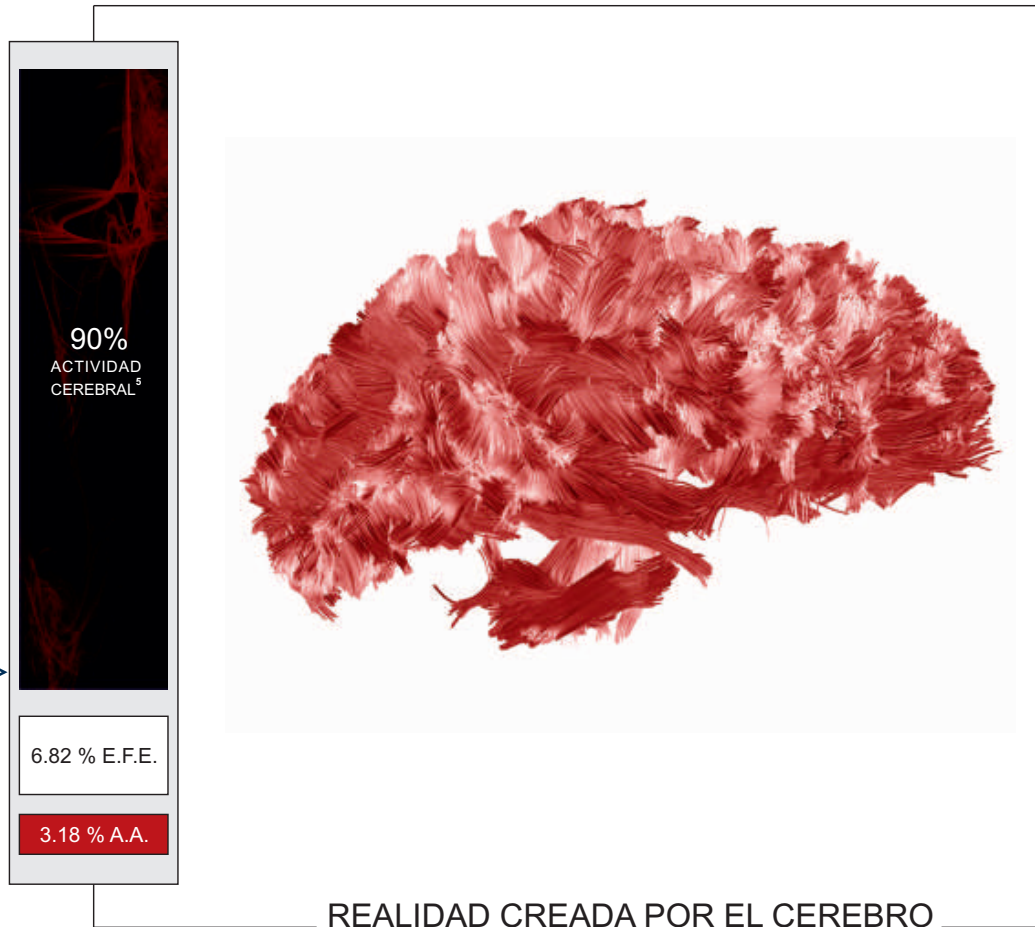 90%
ACTIVIDAD
CEREBRAL⁵
6.82 % E.F.E.
3.18 % A.A.
REALIDAD CREADA POR EL CEREBRO